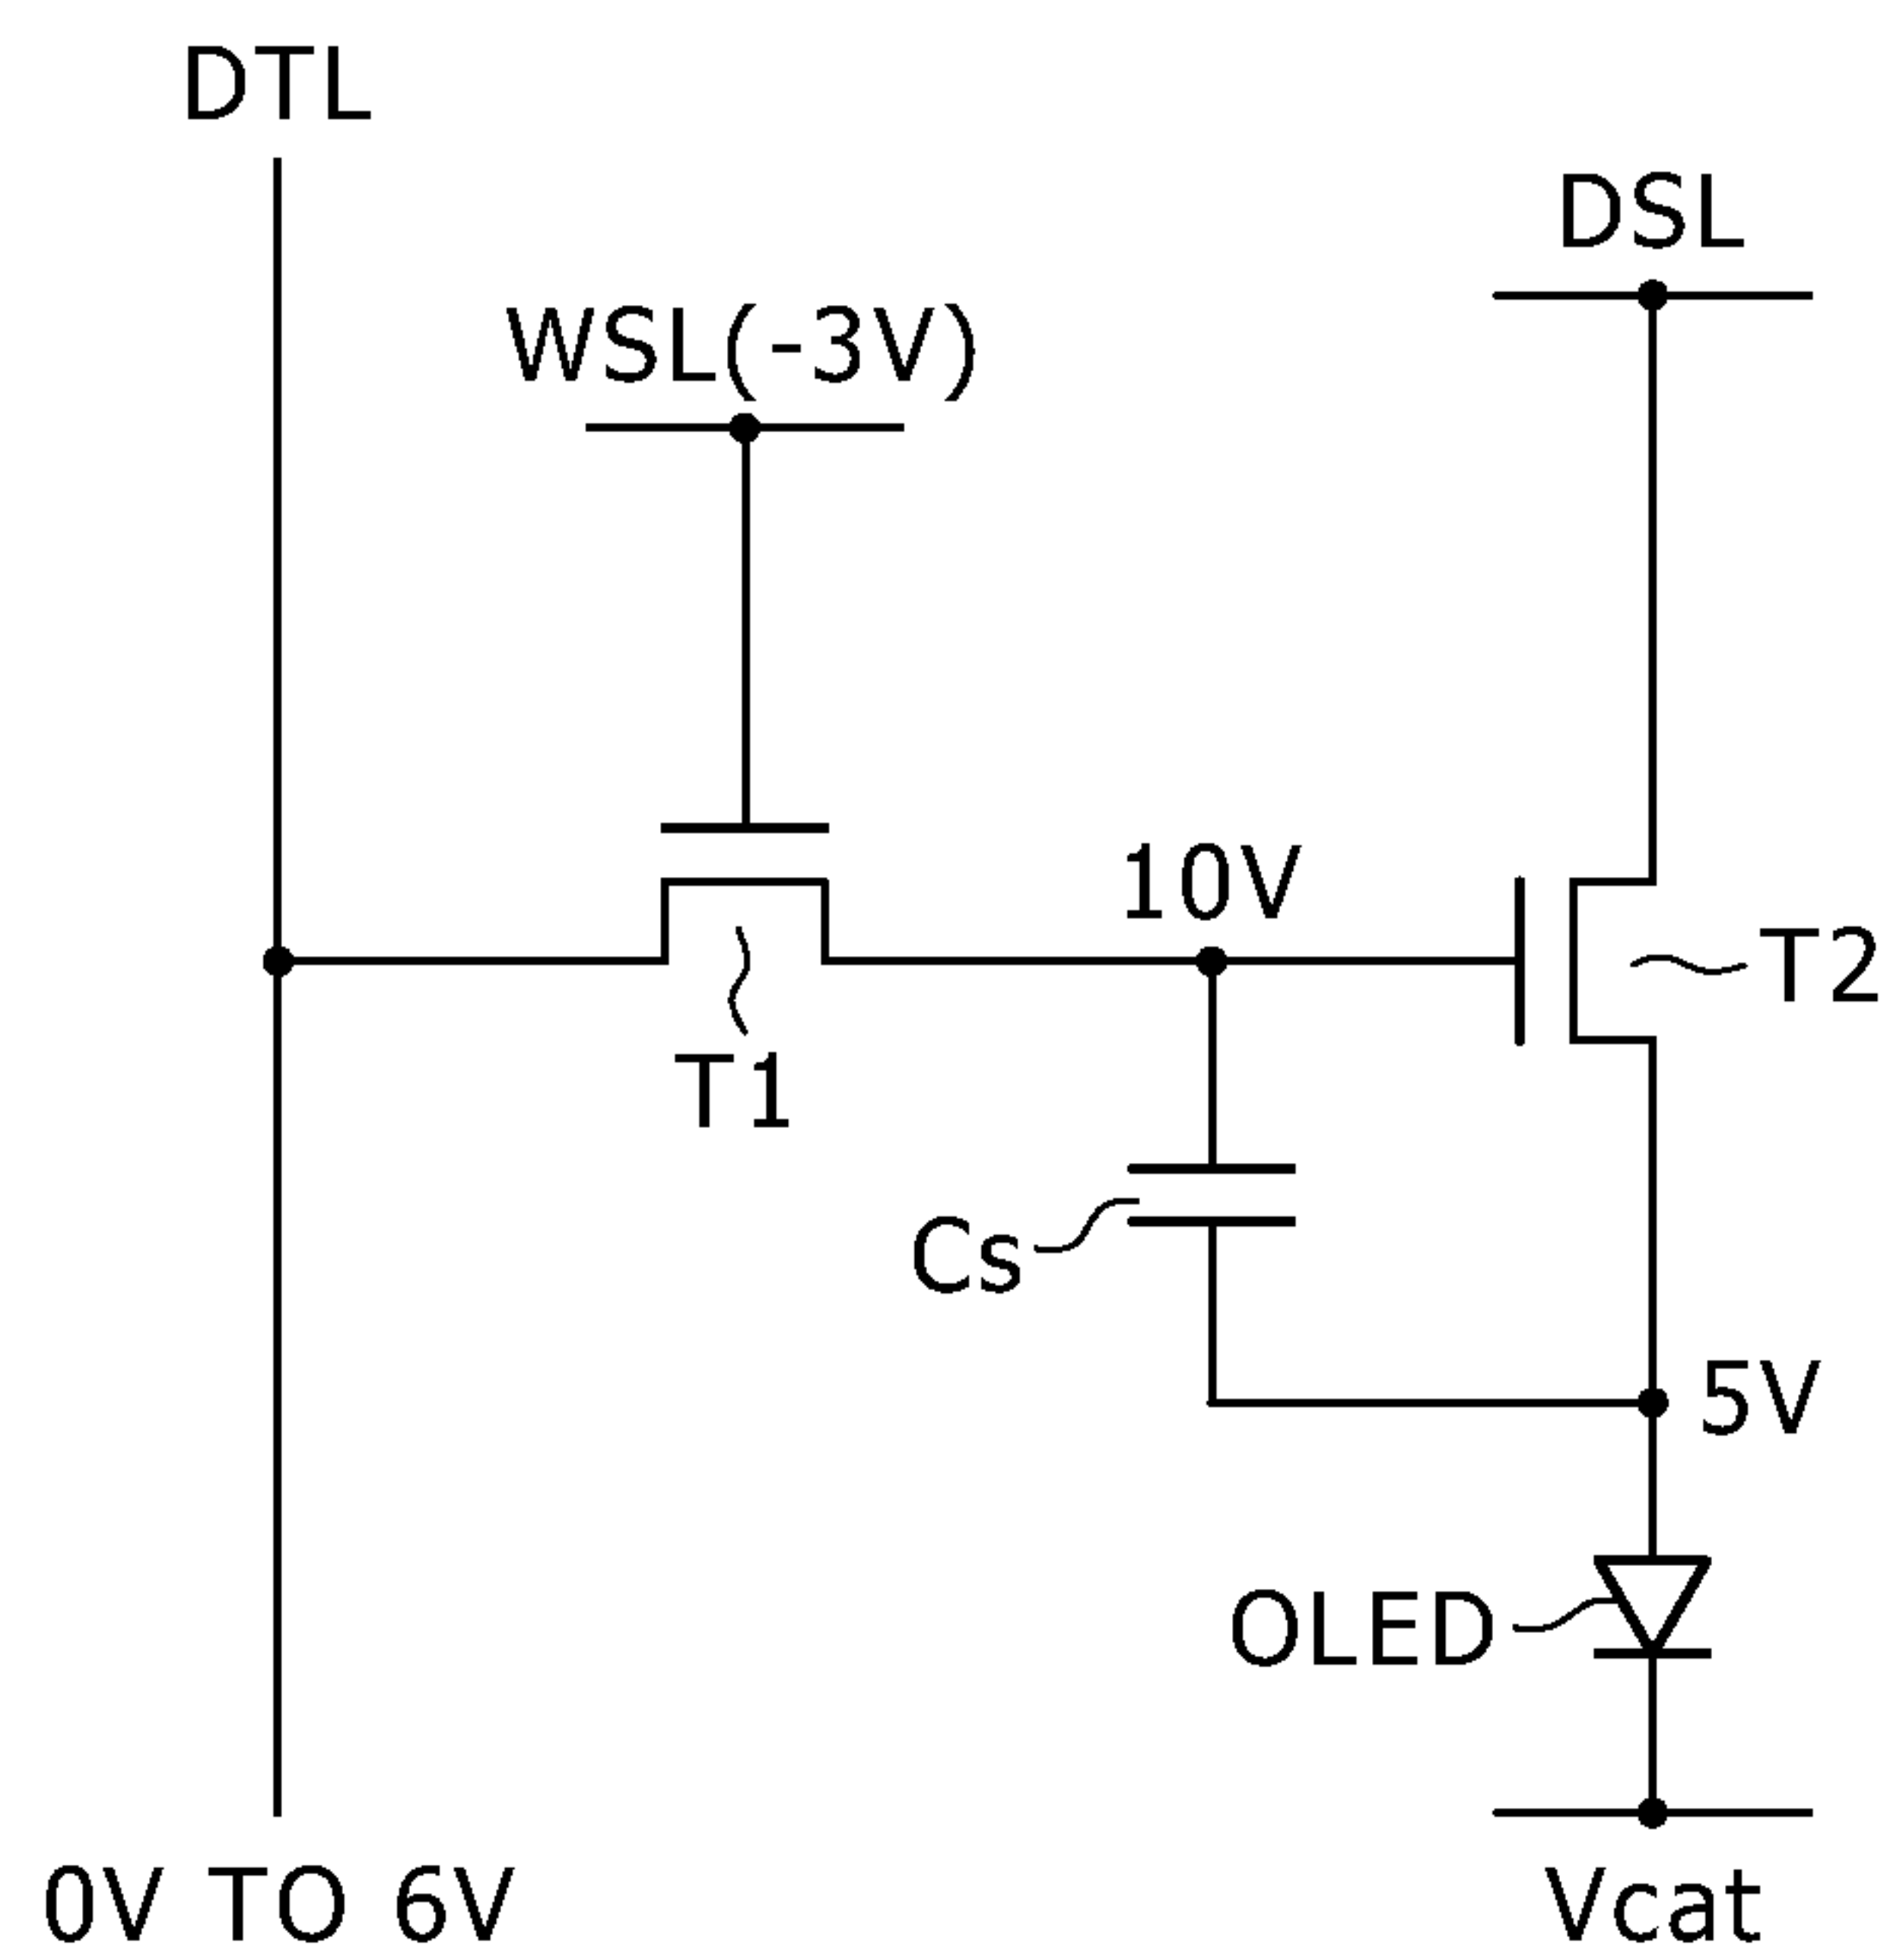 DTL
DSL
WSL(-3V)
10V
T2
T1
Cs
5V
OLED
0V TO 6V
Vcat